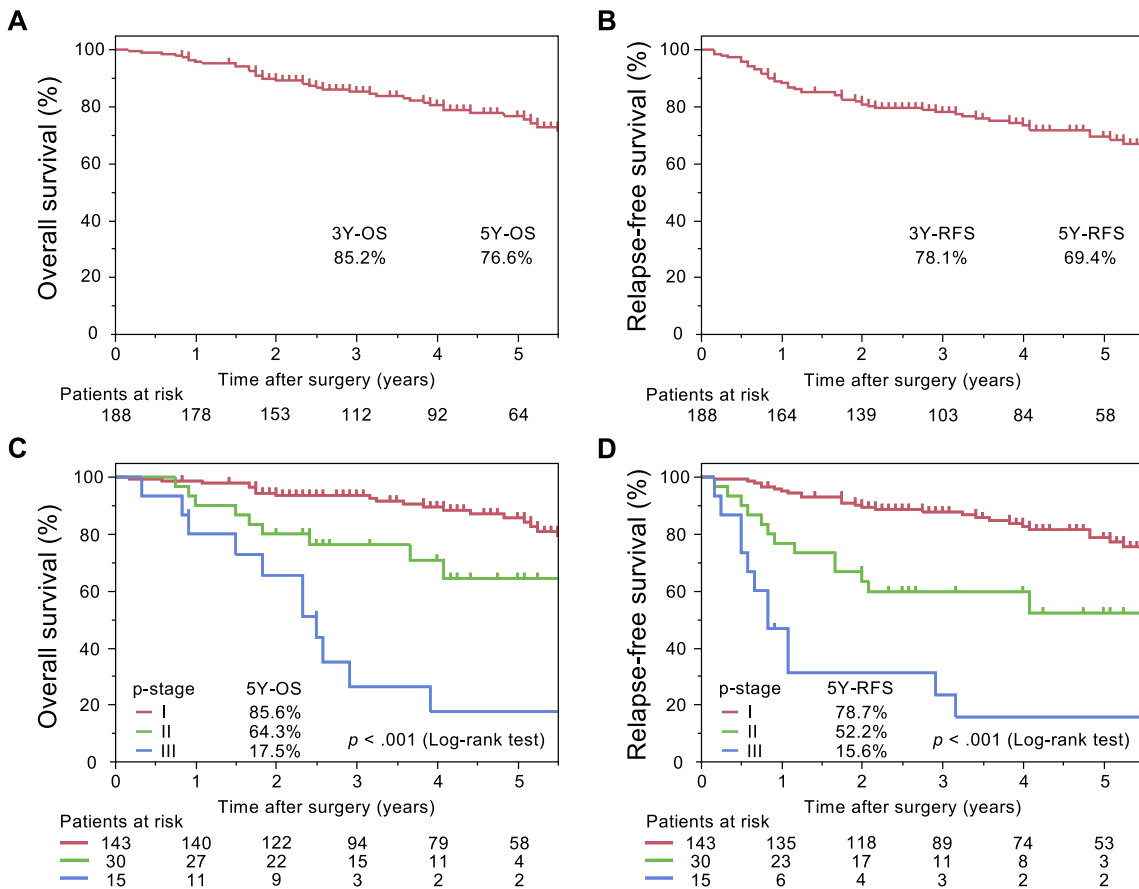 A
Overall survival (%)
100
80
60
40
20
0
3Y-OS 5Y-OS
85.2% 76.6%
0 1 2 3 4 5
Time after surgery (years)
Patients at risk
188 178 153 112 92 64
B
Relapse-free survival (%)
100
80
60
40
20
0
3Y-RFS 5Y-RFS
78.1% 69.4%
0 1 2 3 4 5
Time after surgery (years)
Patients at risk
188 164 139 103 84 58
C
Overall survival (%)
100
80
60
40
20
0
p-stage 5Y-OS
I 85.6%
II 64.3%
III 17.5%
p < .001 (Log-rank test)
0 1 2 3 4 5
Time after surgery (years)
Patients at risk
143 140 122 94 79 58
30 27 22 15 11 4
15 11 9 3 2 2
D
Relapse-free survival (%)
100
80
60
40
20
0
p-stage 5Y-RFS
I 78.7%
II 52.2%
III 15.6%
p < .001 (Log-rank test)
0 1 2 3 4 5
Time after surgery (years)
Patients at risk
143 135 118 89 74 53
30 23 17 11 8 3
15 6 4 3 2 2